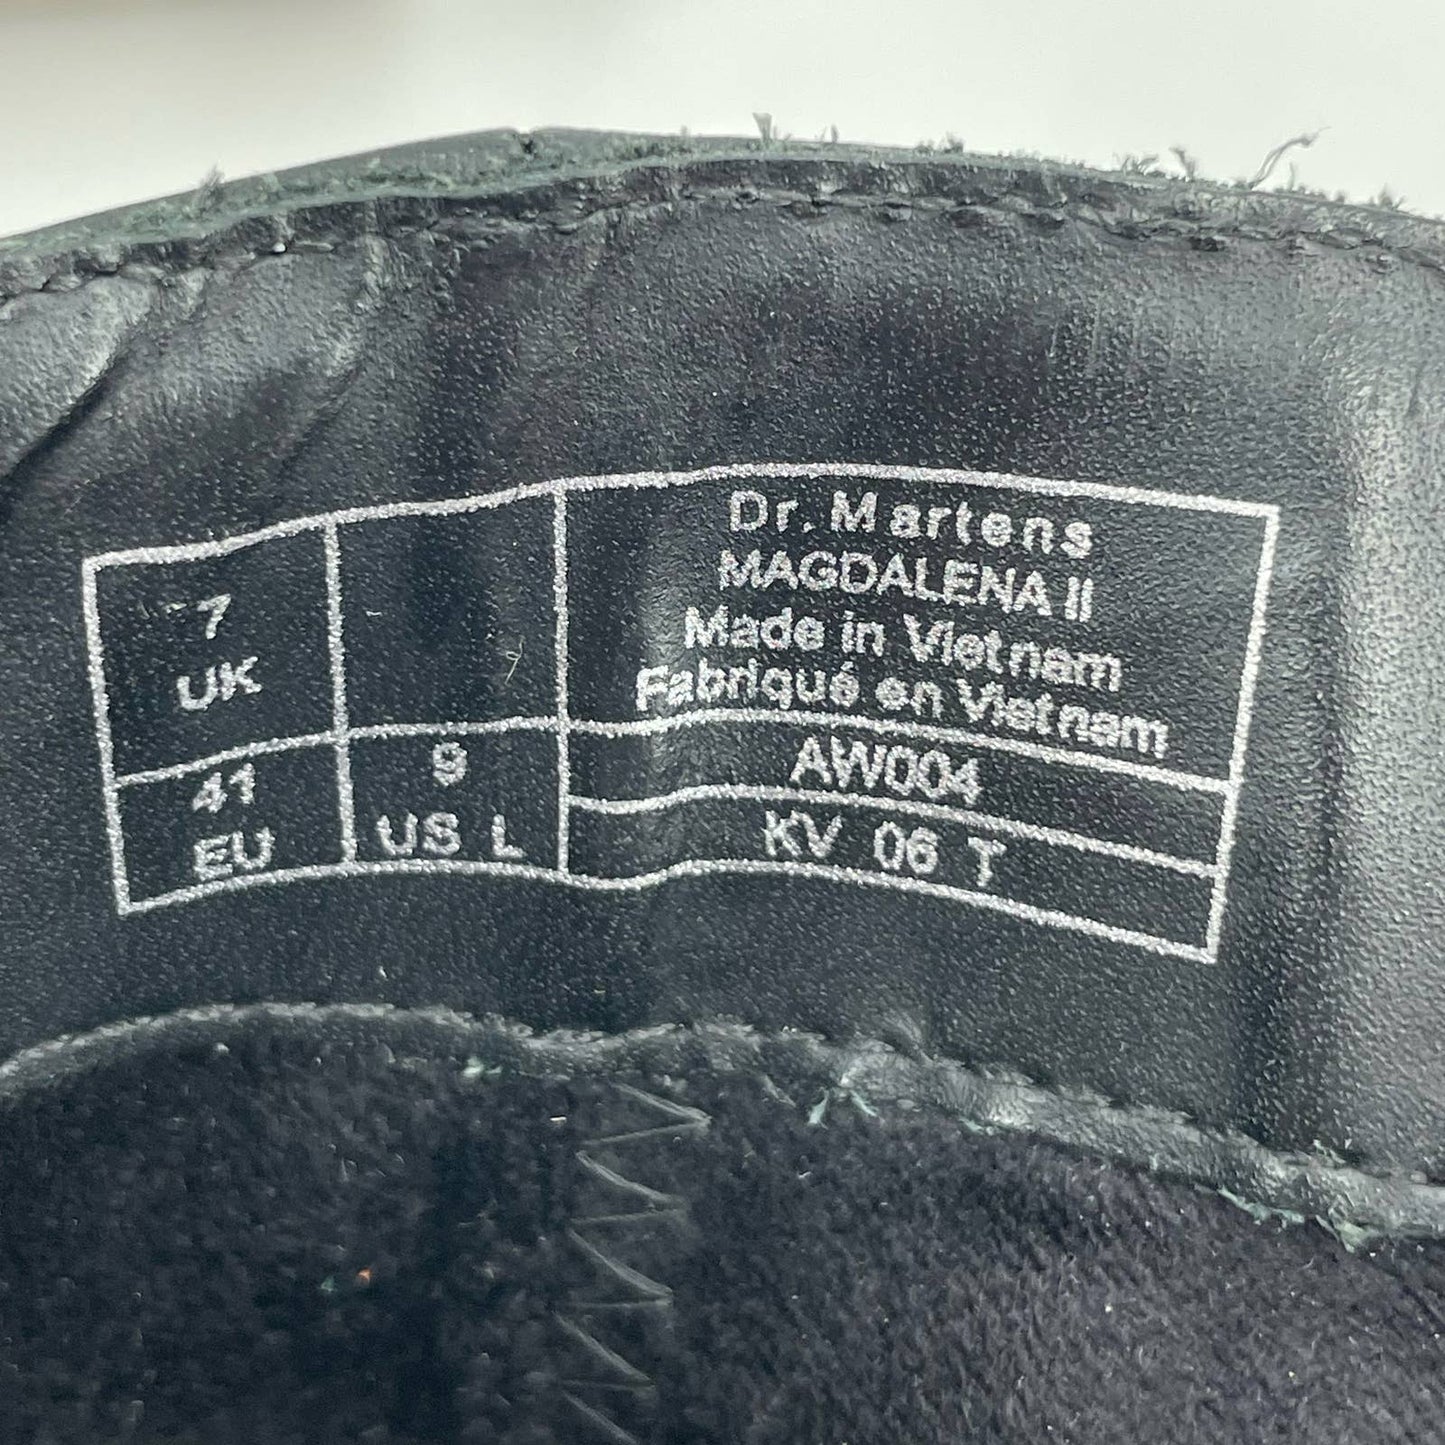 7
UK
41
EU
9
US L
Dr. Martens
MAGDALENA II
Made in Vietnam
Fabriqué en Vietnam
AW004
KV 06 T